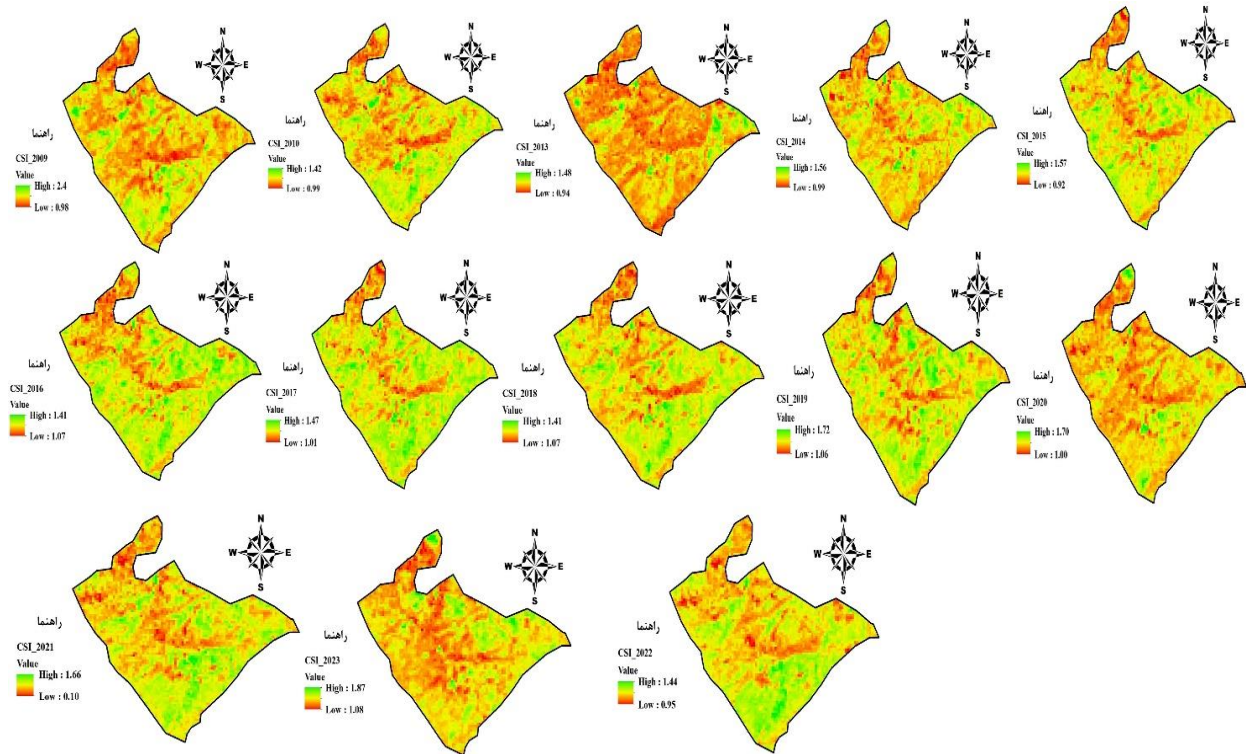 N
W E
S
راهنما
CSI_2009
Value
High : 2.4
Low : 0.98
N
W E
S
راهنما
CSI_2010
Value
High : 1.42
Low : 0.99
N
W E
S
راهنما
CSI_2013
Value
High : 1.48
Low : 0.94
N
W E
S
راهنما
CSI_2014
Value
High : 1.56
Low : 0.99
N
W E
S
راهنما
CSI_2015
Value
High : 1.57
Low : 0.92
N
W E
S
راهنما
CSI_2016
Value
High : 1.41
Low : 1.07
N
W E
S
راهنما
CSI_2017
Value
High : 1.47
Low : 1.01
N
W E
S
راهنما
CSI_2018
Value
High : 1.41
Low : 1.07
N
W E
S
راهنما
CSI_2019
Value
High : 1.72
Low : 1.06
N
W E
S
راهنما
CSI_2020
Value
High : 1.70
Low : 1.00
N
W E
S
راهنما
CSI_2021
Value
High : 1.66
Low : 0.10
N
W E
S
راهنما
CSI_2023
Value
High : 1.87
Low : 1.08
N
W E
S
راهنما
CSI_2022
Value
High : 1.44
Low : 0.95